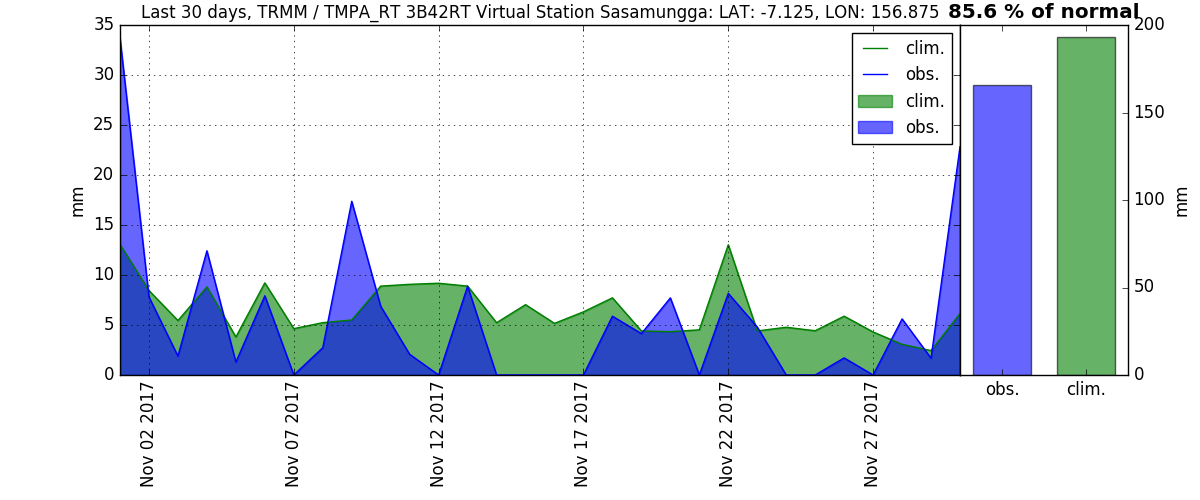 Last 30 days, TRMM / TMPA_RT 3B42RT Virtual Station Sasamungga: LAT: -7.125, LON: 156.875
85.6 % of normal
35
30
25
20
15
10
5
0
mm
clim.
obs.
clim.
obs.
Nov 02 2017
Nov 07 2017
Nov 12 2017
Nov 17 2017
Nov 22 2017
Nov 27 2017
200
150
100
50
0
mm
obs.
clim.